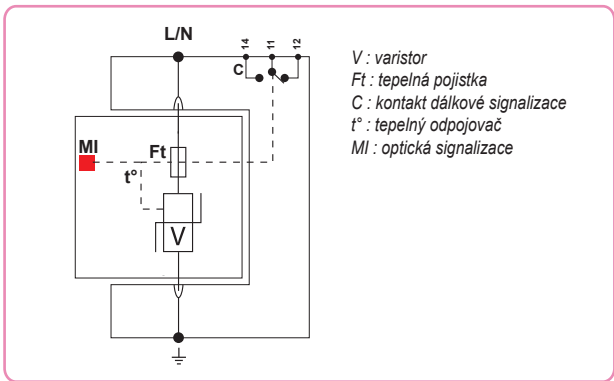 L/N
14
11
12
C
MI
Ft
t°
V
V : varistor
Ft : tepelná pojistka
C : kontakt dálkové signalizace
t° : tepelný odpojovač
MI : optická signalizace